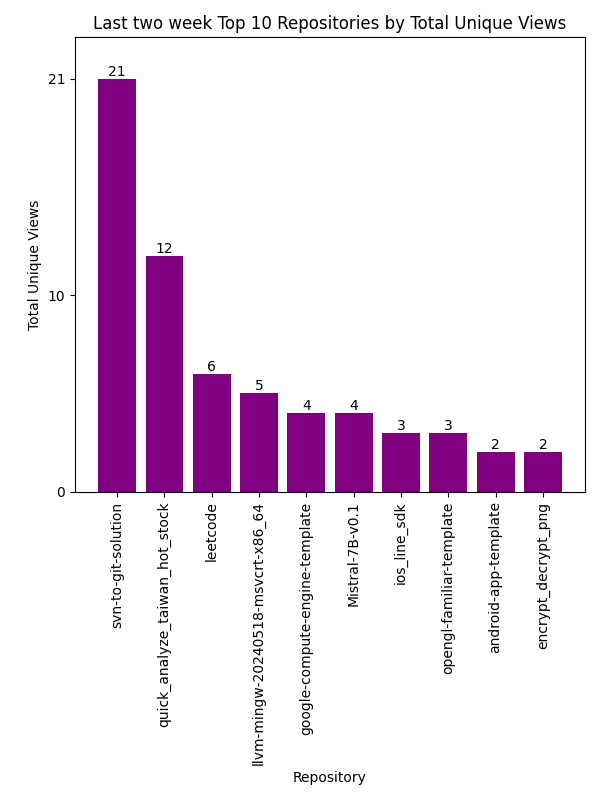 Last two week Top 10 Repositories by Total Unique Views
Total Unique Views
21
10
0
21
12
6
5
4
4
3
3
2
2
svn-to-git-solution
quick_analyze_taiwan_hot_stock
leetcode
llvm-mingw-20240518-msvcrt-x86_64
google-compute-engine-template
Mistral-7B-v0.1
ios_line_sdk
opengl-familiar-template
android-app-template
encrypt_decrypt_png
Repository